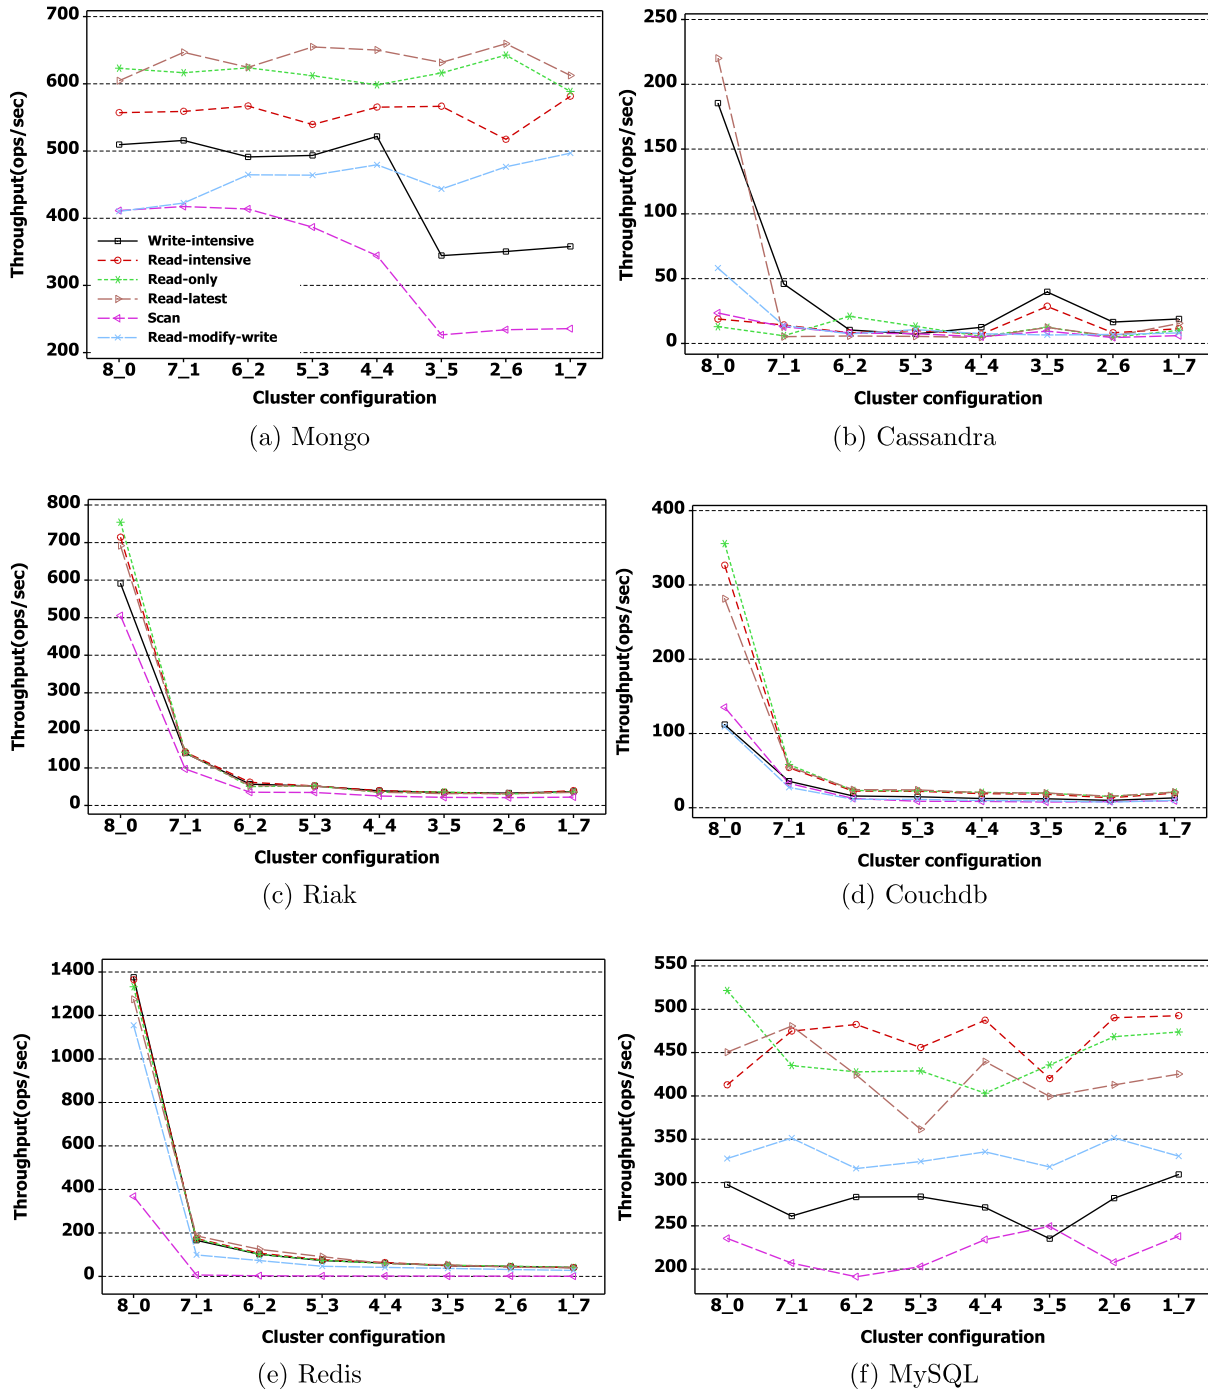 700
600
500
400
300
200
Throughput(ops/sec)
Write-intensive
Read-intensive
Read-only
Read-latest
Scan
Read-modify-write
8_0 7_1 6_2 5_3 4_4 3_5 2_6 1_7
Cluster configuration
(a) Mongo
250
200
150
100
50
0
Throughput(ops/sec)
8_0 7_1 6_2 5_3 4_4 3_5 2_6 1_7
Cluster configuration
(b) Cassandra
800
700
600
500
400
300
200
100
0
Throughput(ops/sec)
8_0 7_1 6_2 5_3 4_4 3_5 2_6 1_7
Cluster configuration
(c) Riak
400
300
200
100
0
Throughput(ops/sec)
8_0 7_1 6_2 5_3 4_4 3_5 2_6 1_7
Cluster configuration
(d) Couchdb
1400
1200
1000
800
600
400
200
0
Throughput(ops/sec)
8_0 7_1 6_2 5_3 4_4 3_5 2_6 1_7
Cluster configuration
(e) Redis
550
500
450
400
350
300
250
200
Throughput(ops/sec)
8_0 7_1 6_2 5_3 4_4 3_5 2_6 1_7
Cluster configuration
(f) MySQL